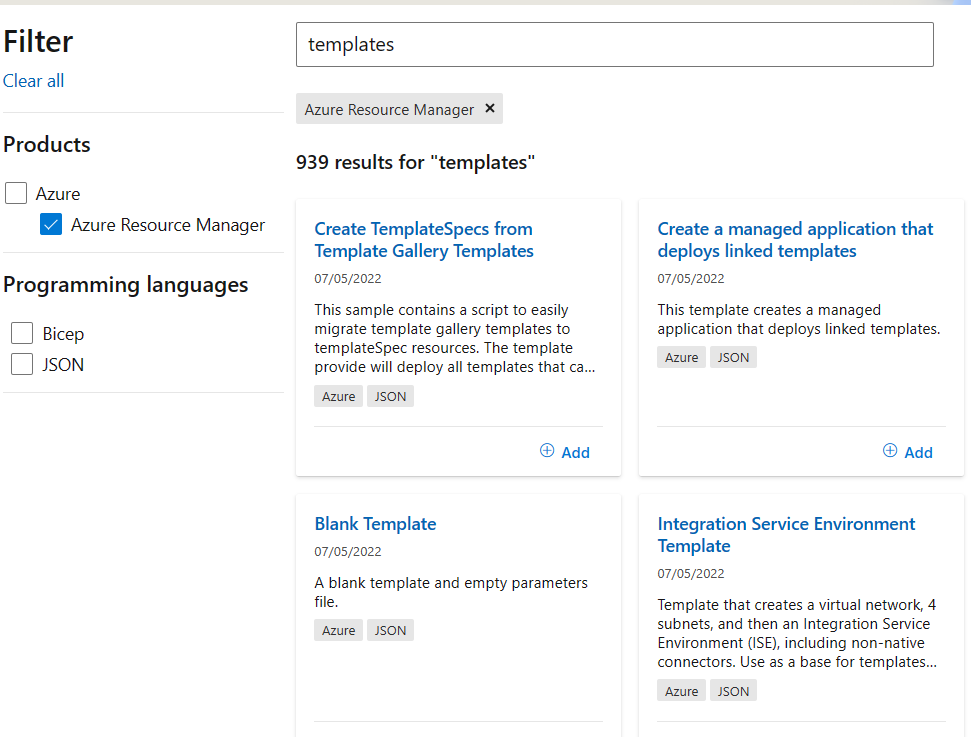 Filter
Clear all
Products
Azure
Azure Resource Manager
Programming languages
Bicep
JSON
templates
Azure Resource Manager ×
939 results for "templates"
Create TemplateSpecs from
Template Gallery Templates
07/05/2022
This sample contains a script to easily
migrate template gallery templates to
templateSpec resources. The template
provide will deploy all templates that ca...
Azure JSON
Add
Create a managed application that
deploys linked templates
07/05/2022
This template creates a managed
application that deploys linked templates.
Azure JSON
Add
Blank Template
07/05/2022
A blank template and empty parameters
file.
Azure JSON
Integration Service Environment
Template
07/05/2022
Template that creates a virtual network, 4
subnets, and then an Integration Service
Environment (ISE), including non-native
connectors. Use as a base for templates...
Azure JSON